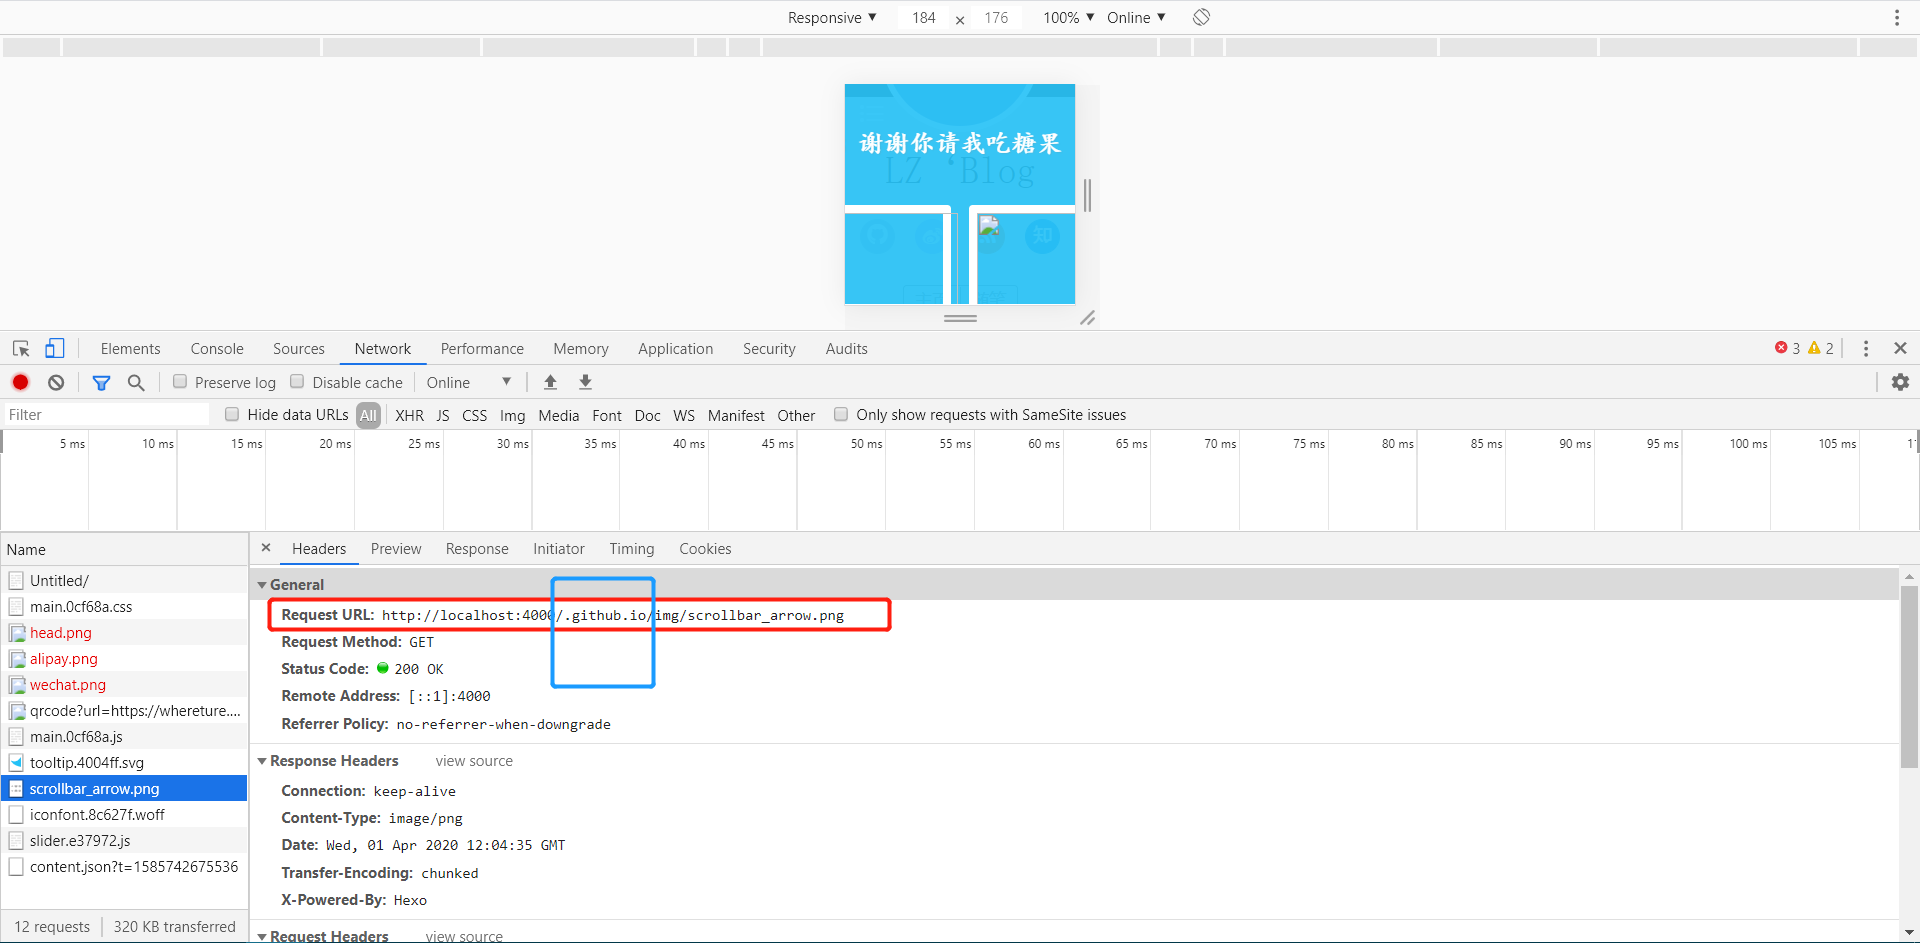 Responsive ▼ 184 × 176 100% ▼ Online ▼
谢谢你请我吃糖果
LZ ‘Blog
知
Elements Console Sources Network Performance Memory Application Security Audits 3 2
Preserve log Disable cache Online ▼
Filter Hide data URLs All XHR JS CSS Img Media Font Doc WS Manifest Other Only show requests with SameSite issues
5 ms 10 ms 15 ms 20 ms 25 ms 30 ms 35 ms 40 ms 45 ms 50 ms 55 ms 60 ms 65 ms 70 ms 75 ms 80 ms 85 ms 90 ms 95 ms 100 ms 105 ms
Name
Untitled/
main.0cf68a.css
head.png
alipay.png
wechat.png
qrcode?url=https://whereture....
main.0cf68a.js
tooltip.4004ff.svg
scrollbar_arrow.png
iconfont.8c627f.woff
slider.e37972.js
content.json?t=1585742675536
12 requests 320 KB transferred
× Headers Preview Response Initiator Timing Cookies
▼ General
Request URL: http://localhost:4000/.github.io/img/scrollbar_arrow.png
Request Method: GET
Status Code: 200 OK
Remote Address: [::1]:4000
Referrer Policy: no-referrer-when-downgrade
▼ Response Headers view source
Connection: keep-alive
Content-Type: image/png
Date: Wed, 01 Apr 2020 12:04:35 GMT
Transfer-Encoding: chunked
X-Powered-By: Hexo
▼ Request Headers view source